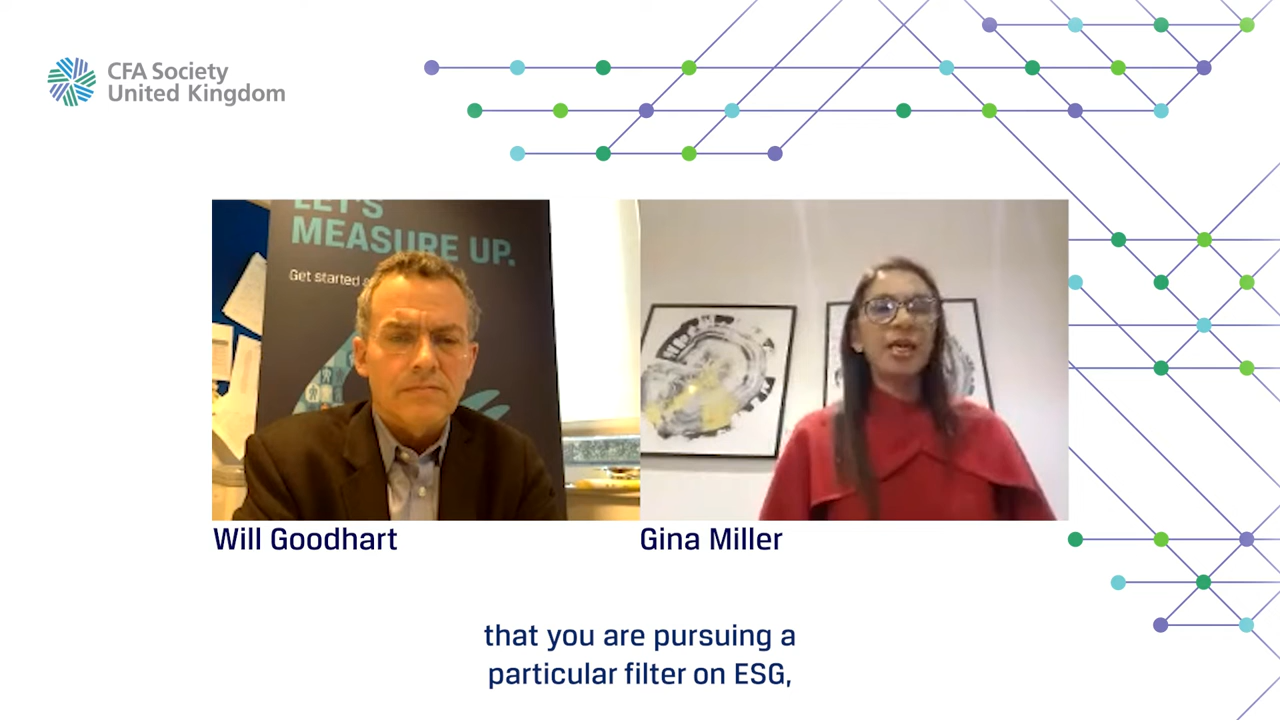 CFA Society
United Kingdom
LET'S
MEASURE UP.
Get started
Will Goodhart
Gina Miller
that you are pursuing a
particular filter on ESG,